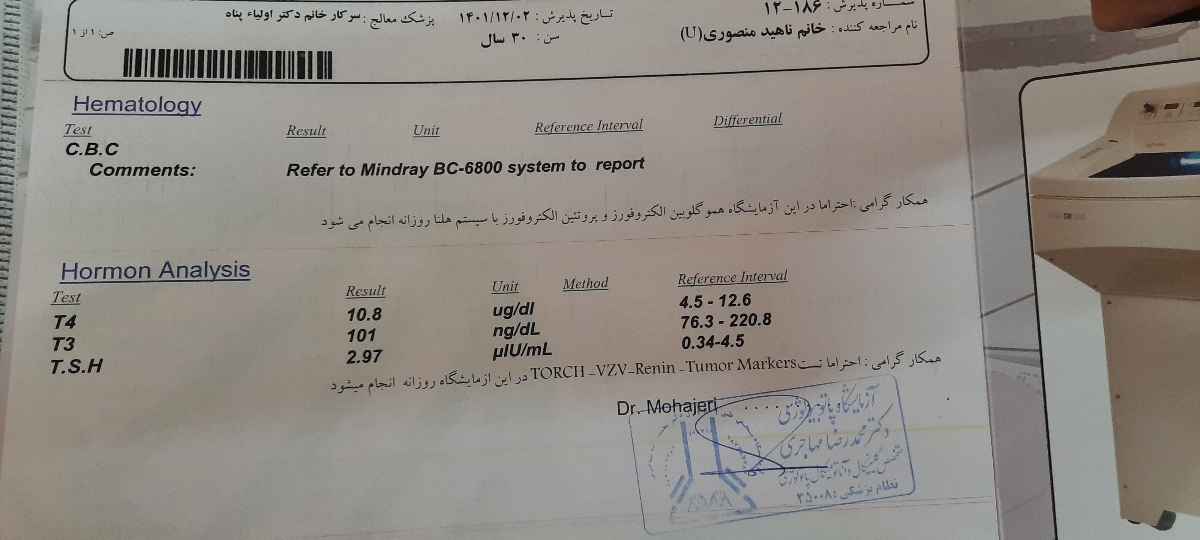 شماره پذیرش : ۱۸۶-۱۲
تاریخ پذیرش : ۱۴۰۱/۱۲/۰۲
پزشک معالج : سرکار خانم دکتر اولیاء پناه
نام مراجعه کننده : خانم ناهید منصوری(U)
سن : ۳۰ سال
ص: ۱ از ۱
Hematology
Test Result Unit Reference Interval Differential
C.B.C
Comments: Refer to Mindray BC-6800 system to report
همکار گرامی :احتراما در این آزمایشگاه هموگلوبین الکتروفورز و پروتئین الکتروفورز با سیستم هلنا روزانه انجام می شود
Hormon Analysis
Test Result Unit Method Reference Interval
T4 10.8 ug/dl 4.5 - 12.6
T3 101 ng/dL 76.3 - 220.8
T.S.H 2.97 µIU/mL 0.34-4.5
همکار گرامی : احتراما تست TORCH -VZV-Renin -Tumor Markers در این ازمایشگاه روزانه انجام میشود
Dr. Mohajeri
آزمایشگاه پاتوبیولوژی
دکتر محمدرضا مهاجری
متخصص کلینیکال و آناتومیکال پاتولوژی
نظام پزشکی : ۳۵۰۰۸